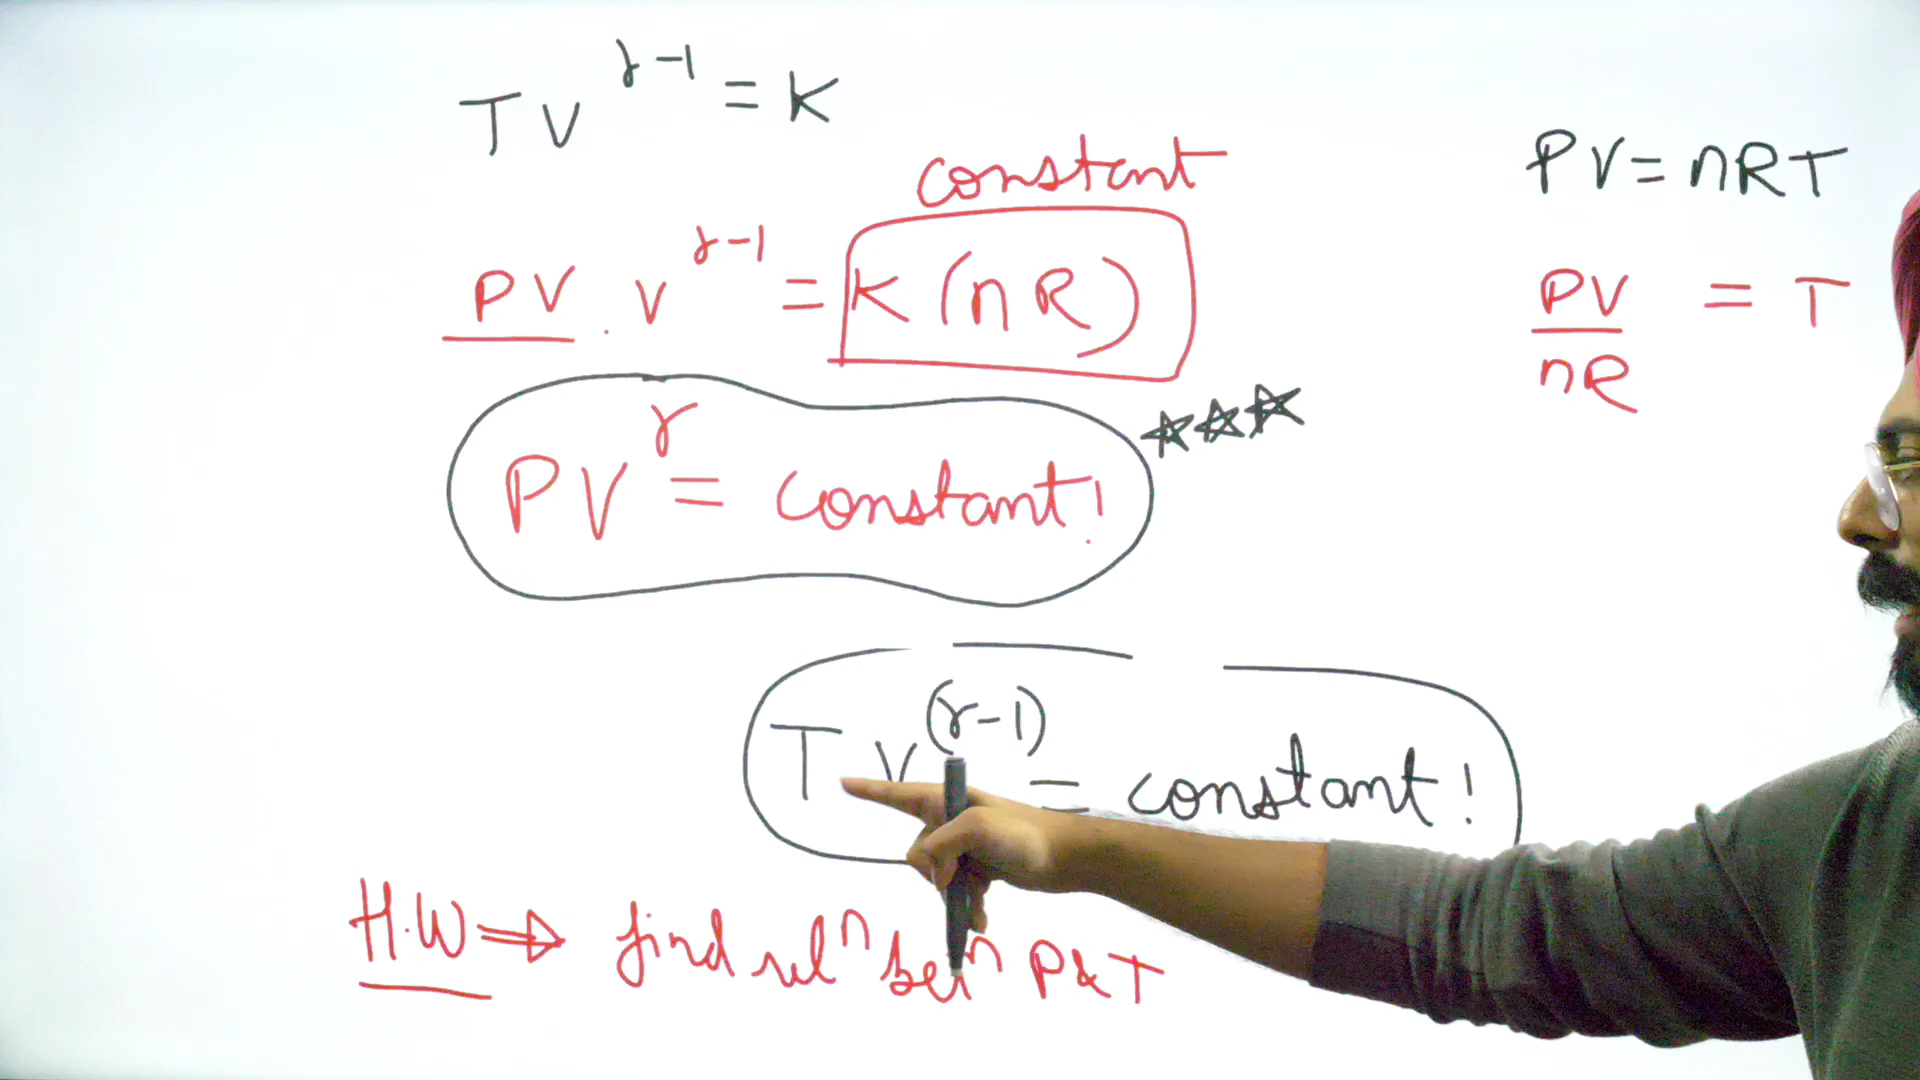 TV^γ-1 = K
constant
PV = nRT
PV . V^γ-1 = K(nR)
PV/nR = T
PV^γ = constant!
TV^(γ-1) = constant!
H.W ⇒ find relⁿ betⁿ P & T